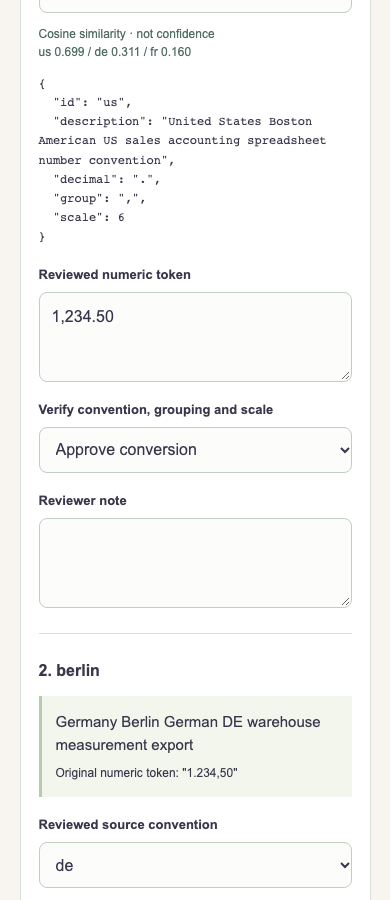 Cosine similarity · not confidence
us 0.699 / de 0.311 / fr 0.160
{
  "id": "us",
  "description": "United States Boston
American US sales accounting spreadsheet
number convention",
  "decimal": ".",
  "group": ",",
  "scale": 6
}
Reviewed numeric token
1,234.50
Verify convention, grouping and scale
Approve conversion
Reviewer note
2. berlin
Germany Berlin German DE warehouse
measurement export
Original numeric token: "1.234,50"
Reviewed source convention
de